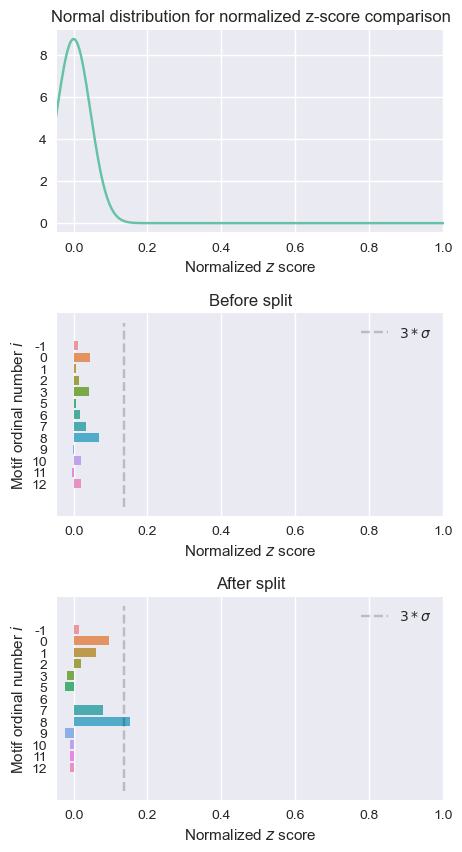 Normal distribution for normalized z-score comparison
8
6
4
2
0
0.0 0.2 0.4 0.6 0.8 1.0
Normalized z score
Before split
Motif ordinal number i
-1
0
1
2
3
5
6
7
8
9
10
11
12
3 * σ
0.0 0.2 0.4 0.6 0.8 1.0
Normalized z score
After split
Motif ordinal number i
-1
0
1
2
3
5
6
7
8
9
10
11
12
3 * σ
0.0 0.2 0.4 0.6 0.8 1.0
Normalized z score